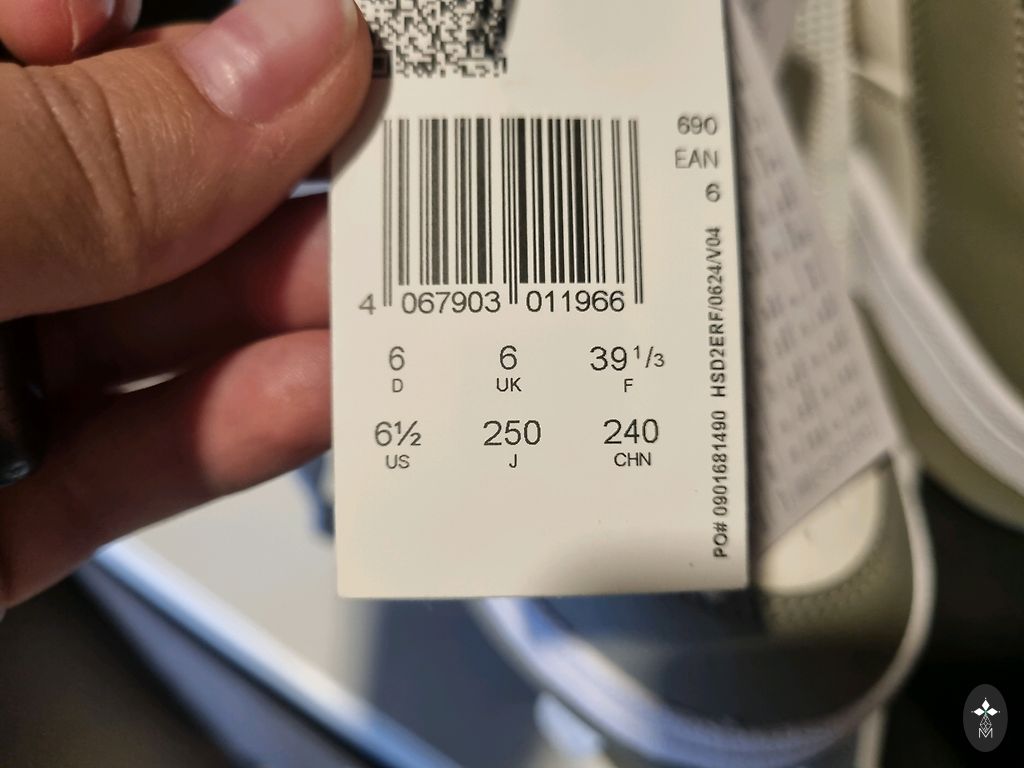 690
EAN
6
4 067903 011966
6 6 39 1/3
D UK F
6½ 250 240
US J CHN
PO# 0901681490 HSD2ERF/0624/V04
M